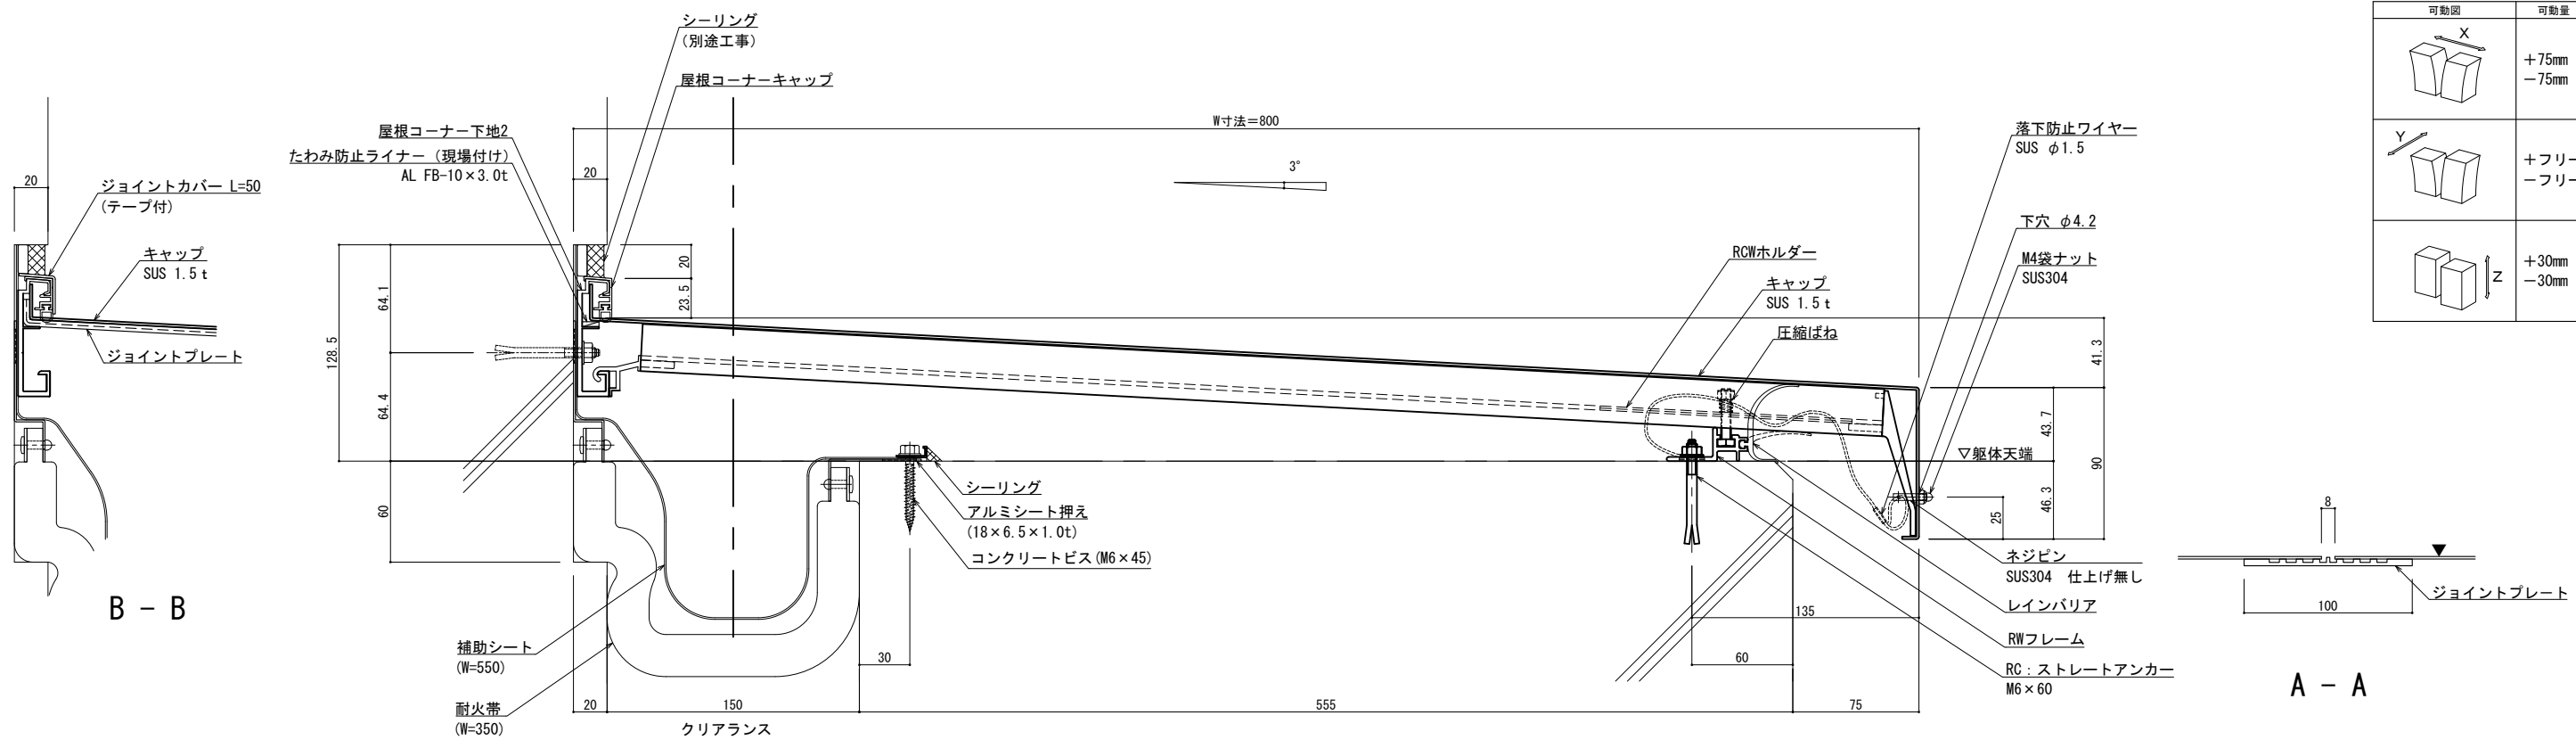 シーリング
(別途工事)
屋根コーナーキャップ
屋根コーナー下地2
たわみ防止ライナー (現場付け)
AL FB-10×3.0t
20
ジョイントカバー L=50
(テープ付)
キャップ
SUS 1.5t
ジョイントプレート
B - B
W寸法=800
20
3°
128.5
64.1
64.4
60
20
23.5
RCWホルダー
キャップ
SUS 1.5t
圧縮ばね
落下防止ワイヤー
SUS φ1.5
下穴 φ4.2
M4袋ナット
SUS304
41.3
43.7
▽躯体天端
90
46.3
25
シーリング
アルミシート押え
(18×6.5×1.0t)
コンクリートビス(M6×45)
ネジピン
SUS304 仕上げ無し
レインバリア
135
RWフレーム
60
RC:ストレートアンカー
M6×60
補助シート
(W=550)
耐火帯
(W=350)
30
20
150
555
75
クリアランス
8
ジョイントプレート
100
A - A
可動図
可動量
X
+75mm
-75mm
Y
+フリー
-フリー
Z
+30mm
-30mm